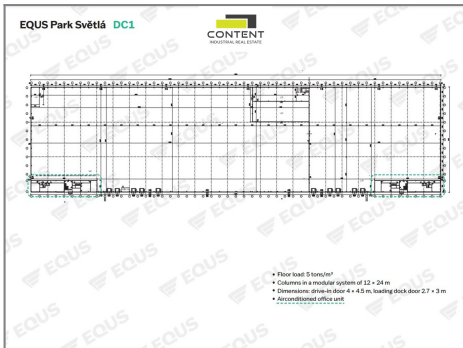 EQUS Park Světlá DC1
CONTENT
INDUSTRIAL REAL ESTATE
• Floor load: 5 tons/m²
• Columns in a modular system of 12 × 24 m
• Dimensions: drive-in door 4 × 4.5 m, loading dock door 2.7 × 3 m
• Airconditioned office unit
EQUS